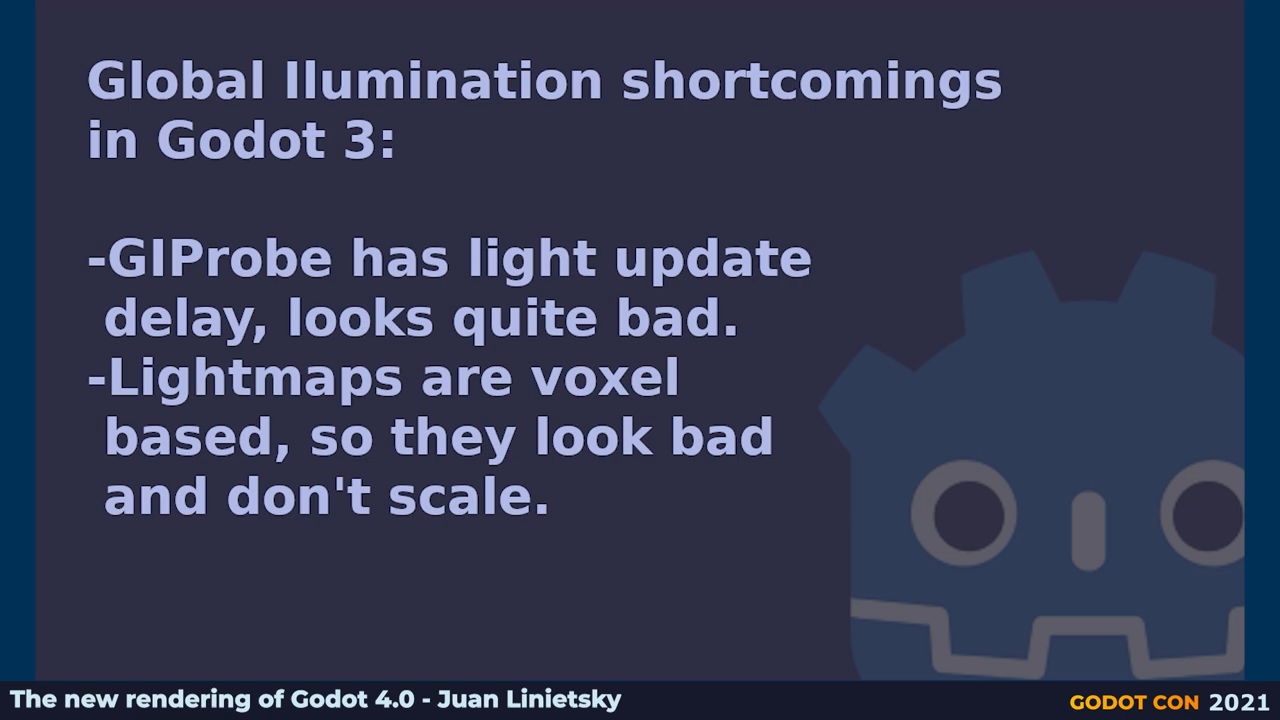 Global Ilumination shortcomings
in Godot 3:
-GIProbe has light update
delay, looks quite bad.
-Lightmaps are voxel
based, so they look bad
and don't scale.
The new rendering of Godot 4.0 - Juan Linietsky
GODOT CON 2021